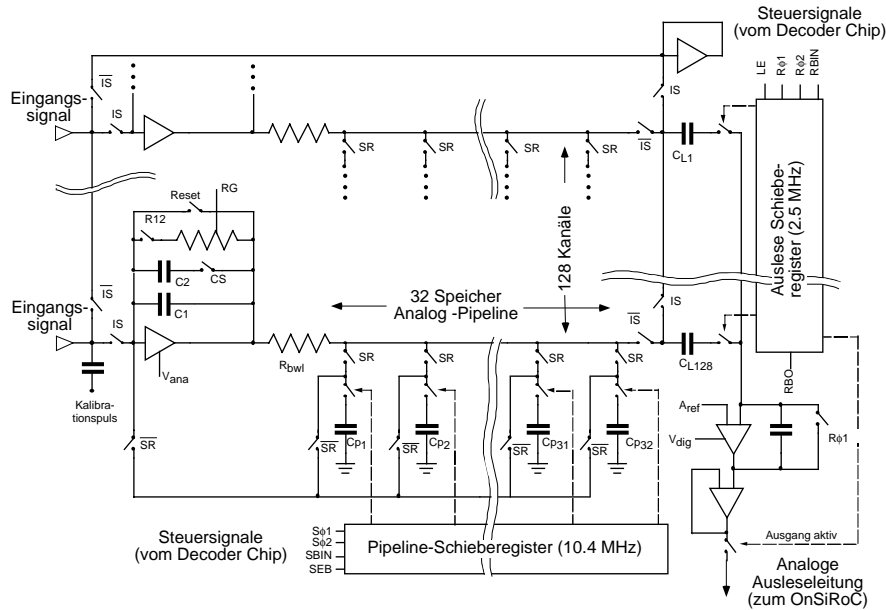 Steuersignale
(vom Decoder Chip)
LE
Rϕ1
Rϕ2
RBIN
IS
Eingangs-
signal
IS
IS
SR
SR
SR
SR
IS
CL1
Auslese Schiebe-
register (2.5 MHz)
RG
Reset
R12
C2
CS
C1
128 Kanäle
32 Speicher
Analog -Pipeline
IS
Eingangs-
signal
IS
IS
IS
Rbwl
CL128
Vana
Kalibra-
tionspuls
SR
SR
SR
SR
RBO
SR
SR
Cp1
SR
Cp2
SR
Cp31
SR
Cp32
Aref
Vdig
Rϕ1
Steuersignale
(vom Decoder Chip)
Sϕ1
Sϕ2
SBIN
SEB
Pipeline-Schieberegister (10.4 MHz)
Ausgang aktiv
Analoge
Ausleseleitung
(zum OnSiRoC)